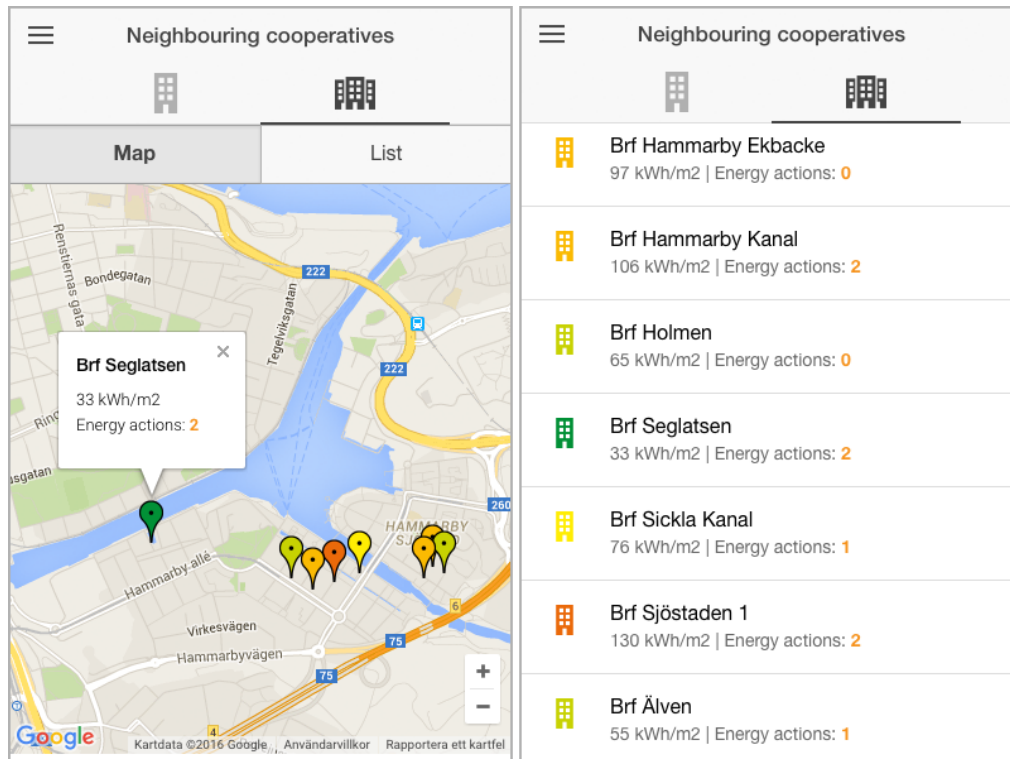 Neighbouring cooperatives
Map
List
Renstiernas gata
Bondegatan
222
Tegelviksgatan
222
Brf Seglatsen
×
33 kWh/m2
Energy actions: 2
usgatan
260
HAMMARBY
Hammarby allé
6
Virkesvägen
75
Hammarbyvägen
75
+
−
4
Google
Kartdata ©2016 Google
Användarvillkor
Rapportera ett kartfel
Neighbouring cooperatives
Brf Hammarby Ekbacke
97 kWh/m2 | Energy actions: 0
Brf Hammarby Kanal
106 kWh/m2 | Energy actions: 2
Brf Holmen
65 kWh/m2 | Energy actions: 0
Brf Seglatsen
33 kWh/m2 | Energy actions: 2
Brf Sickla Kanal
76 kWh/m2 | Energy actions: 1
Brf Sjöstaden 1
130 kWh/m2 | Energy actions: 2
Brf Älven
55 kWh/m2 | Energy actions: 1